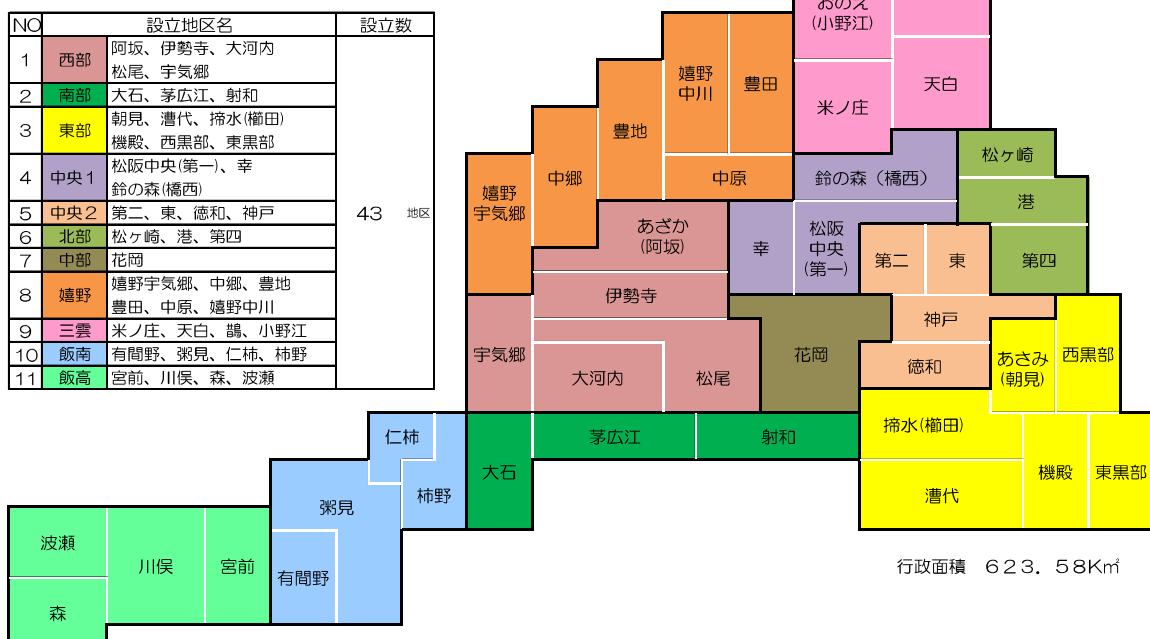 NO 設立地区名 設立数
1 西部 阿坂、伊勢寺、大河内
松尾、宇気郷
2 南部 大石、茅広江、射和
3 東部 朝見、漕代、揥水(櫛田)
機殿、西黒部、東黒部
4 中央1 松阪中央(第一)、幸
鈴の森(橋西)
5 中央2 第二、東、徳和、神戸
6 北部 松ヶ崎、港、第四
7 中部 花岡
8 嬉野 嬉野宇気郷、中郷、豊地
豊田、中原、嬉野中川
9 三雲 米ノ庄、天白、鵲、小野江
10 飯南 有間野、粥見、仁柿、柿野
11 飯高 宮前、川俣、森、波瀬
43 地区
おのえ
(小野江)
天白
米ノ庄
嬉野
中川
豊田
豊地
中原
中郷
嬉野
宇気郷
鈴の森（橋西）
松ヶ崎
港
第四
あざか
(阿坂)
幸
松阪
中央
(第一)
第二
東
伊勢寺
神戸
宇気郷
大河内
松尾
花岡
徳和
あさみ
(朝見)
西黒部
仁柿
柿野
大石
茅広江
射和
揥水(櫛田)
漕代
機殿
東黒部
粥見
有間野
波瀬
川俣
宮前
森
行政面積 623．58K㎡